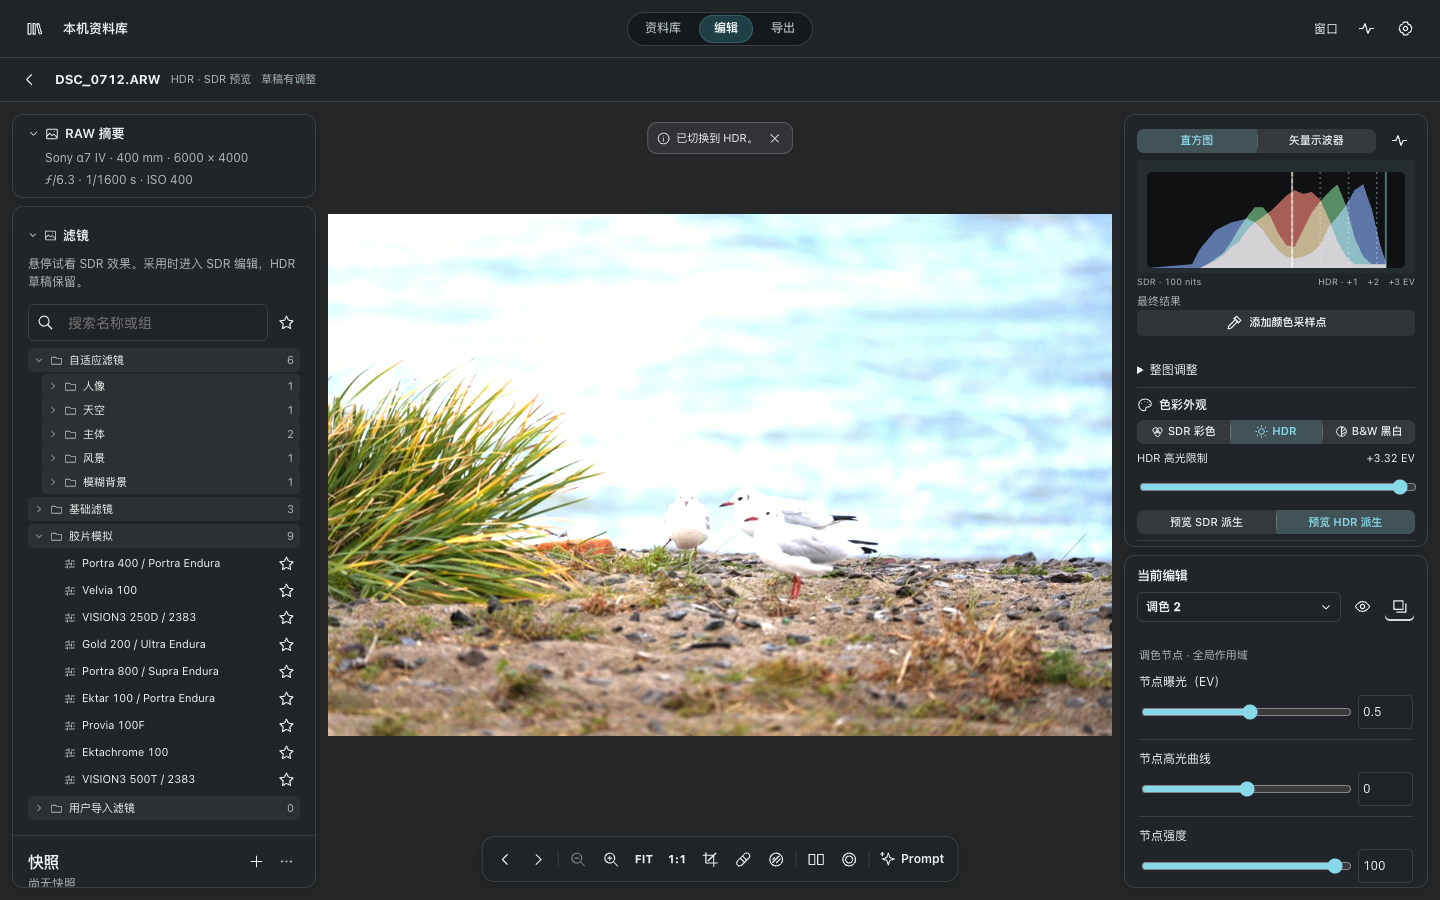 本机资料库
资料库 编辑 导出
窗口
DSC_0712.ARW HDR · SDR 预览 草稿有调整
RAW 摘要
Sony α7 IV · 400 mm · 6000 × 4000
ƒ/6.3 · 1/1600 s · ISO 400
滤镜
悬停试看 SDR 效果。采用时进入 SDR 编辑，HDR
草稿保留。
搜索名称或组
自适应滤镜 6
人像 1
天空 1
主体 2
风景 1
模糊背景 1
基础滤镜 3
胶片模拟 9
Portra 400 / Portra Endura
Velvia 100
VISION3 250D / 2383
Gold 200 / Ultra Endura
Portra 800 / Supra Endura
Ektar 100 / Portra Endura
Provia 100F
Ektachrome 100
VISION3 500T / 2383
用户导入滤镜 0
快照
尚无快照
已切换到 HDR。
FIT 1:1 Prompt
直方图 矢量示波器
SDR · 100 nits HDR · +1 +2 +3 EV
最终结果
添加颜色采样点
整图调整
色彩外观
SDR 彩色 HDR B&W 黑白
HDR 高光限制 +3.32 EV
预览 SDR 派生 预览 HDR 派生
当前编辑
调色 2
调色节点 · 全局作用域
节点曝光（EV）
0.5
节点高光曲线
0
节点强度
100